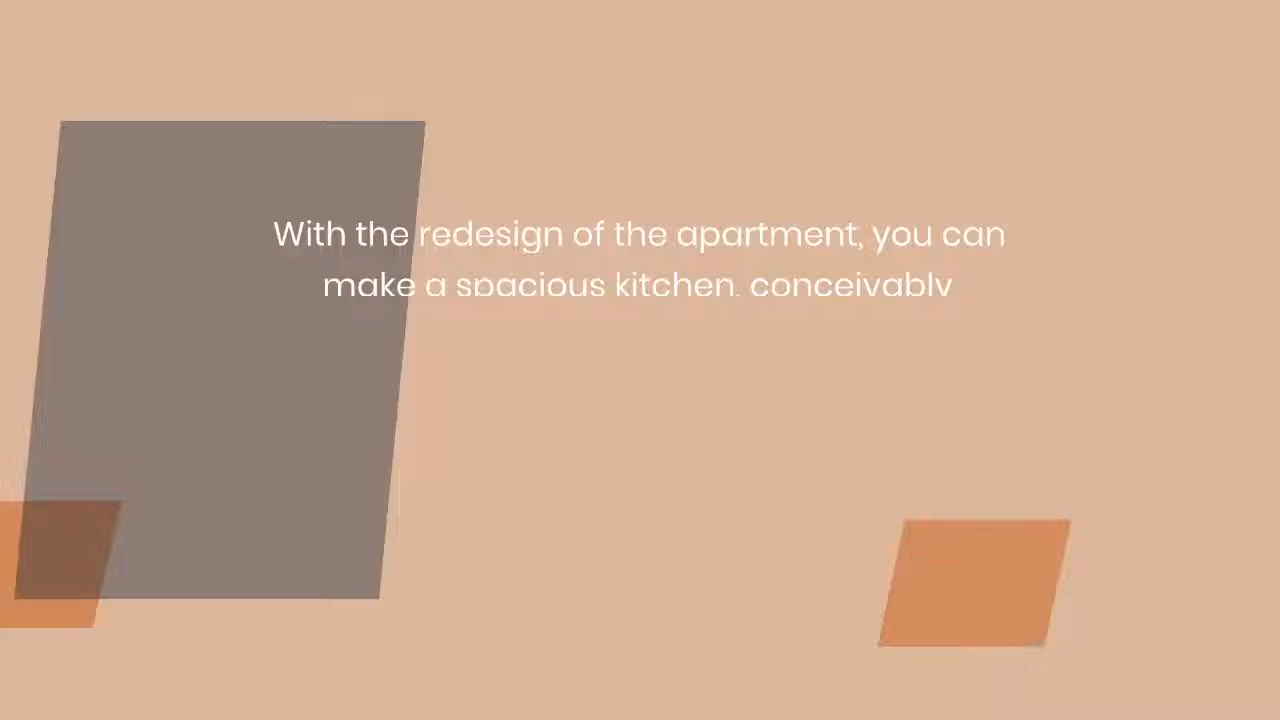 With the redesign of the apartment, you can
make a spacious kitchen, conceivably